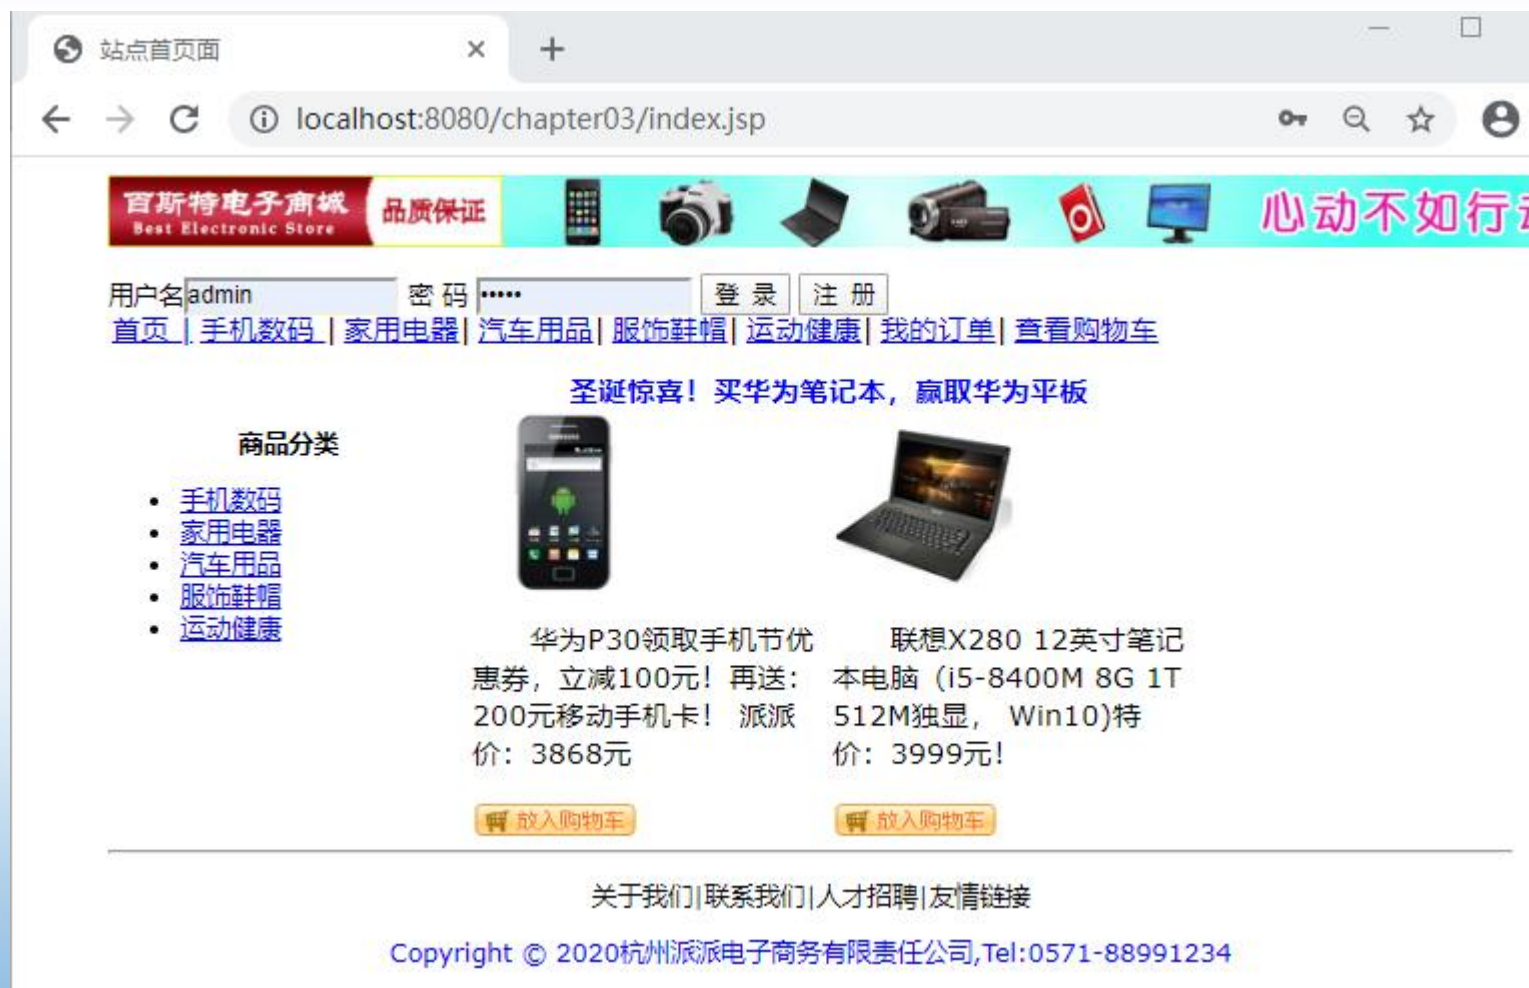 站点首页面
localhost:8080/chapter03/index.jsp
百斯特电子商城 品质保证 心动不如行动
Best Electronic Store
用户名admin 密 码 ••••• 登 录 注 册
首页 | 手机数码 | 家用电器| 汽车用品| 服饰鞋帽| 运动健康| 我的订单| 查看购物车
圣诞惊喜！买华为笔记本，赢取华为平板
商品分类
手机数码
家用电器
汽车用品
服饰鞋帽
运动健康
华为P30领取手机节优
惠券，立减100元！再送：
200元移动手机卡！ 派派
价：3868元
放入购物车
联想X280 12英寸笔记
本电脑（i5-8400M 8G 1T
512M独显， Win10)特
价：3999元！
放入购物车
关于我们|联系我们|人才招聘|友情链接
Copyright © 2020杭州派派电子商务有限责任公司,Tel:0571-88991234